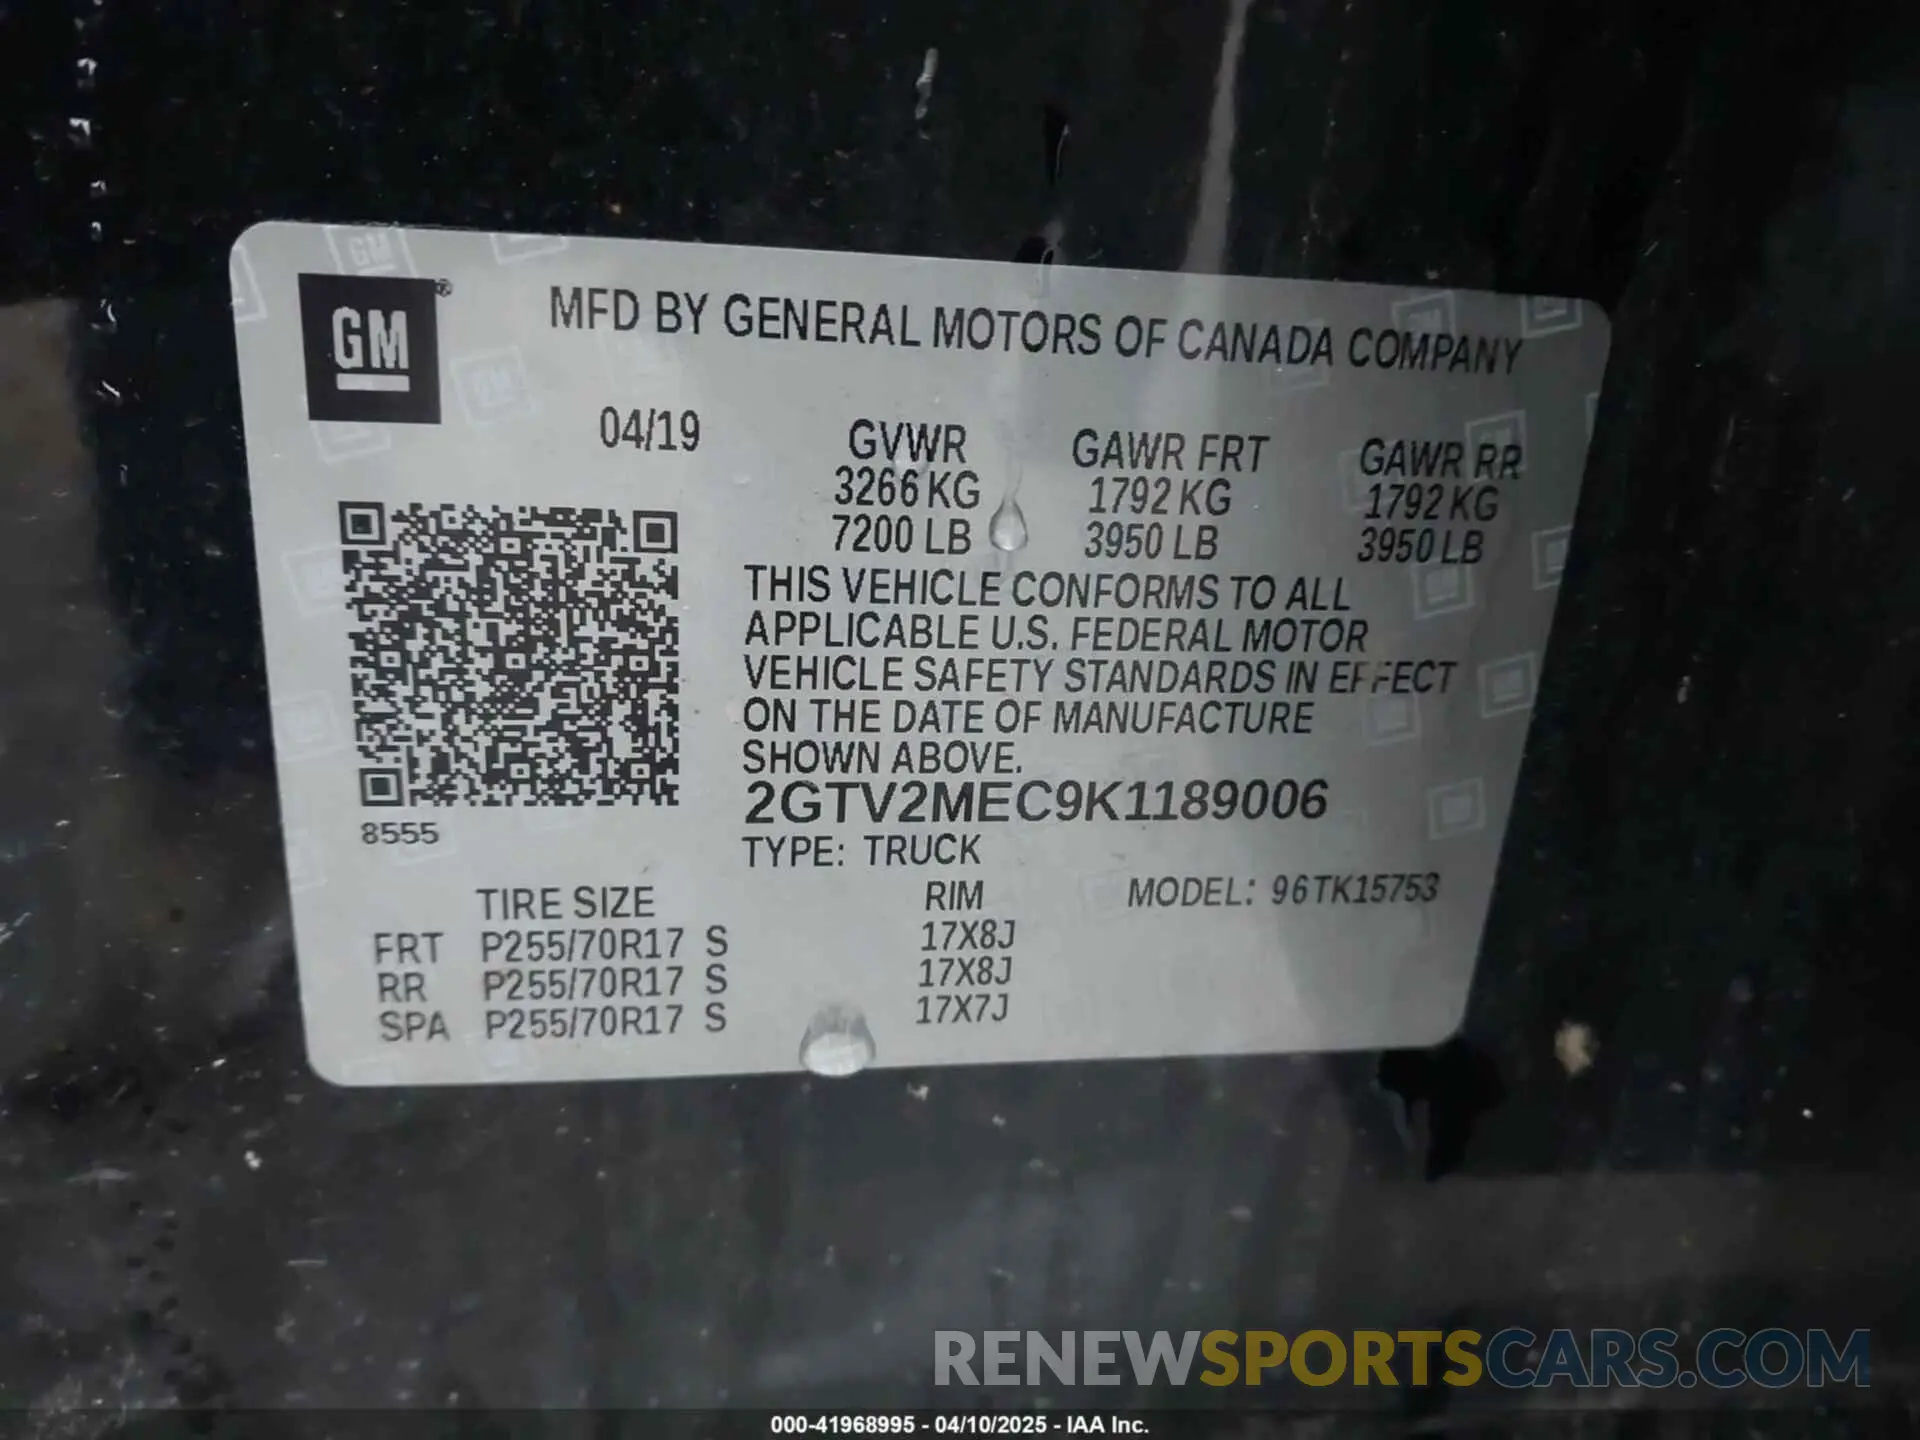 GM®
MFD BY GENERAL MOTORS OF CANADA COMPANY
04/19 GVWR GAWR FRT GAWR RR
3266 KG 1792 KG 1792 KG
7200 LB 3950 LB 3950 LB
THIS VEHICLE CONFORMS TO ALL
APPLICABLE U.S. FEDERAL MOTOR
VEHICLE SAFETY STANDARDS IN EFFECT
ON THE DATE OF MANUFACTURE
SHOWN ABOVE.
2GTV2MEC9K1189006
8555
TYPE: TRUCK
TIRE SIZE RIM MODEL: 96TK15753
FRT P255/70R17 S 17X8J
RR P255/70R17 S 17X8J
SPA P255/70R17 S 17X7J
RENEWSPORTSCARS.COM
000-41968995 - 04/10/2025 - IAA Inc.